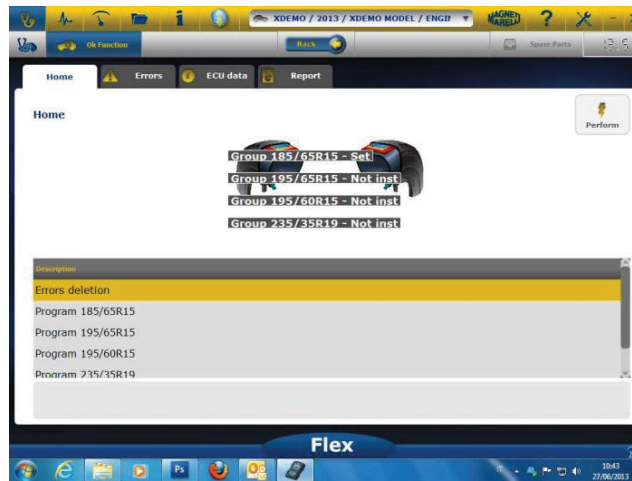 XDEMO / 2013 / XDEMO MODEL / ENGIN
MAGNETI
MARELLI
Ok Function
Back
Spare Parts
Home
Errors
ECU data
Report
Home
Perform
Group 185/65R15 - Set
Group 195/65R15 - Not inst
Group 195/60R15 - Not inst
Group 235/35R19 - Not inst
Description
Errors deletion
Program 185/65R15
Program 195/65R15
Program 195/60R15
Program 235/35R19
Flex
IT
10:43
27/06/2013